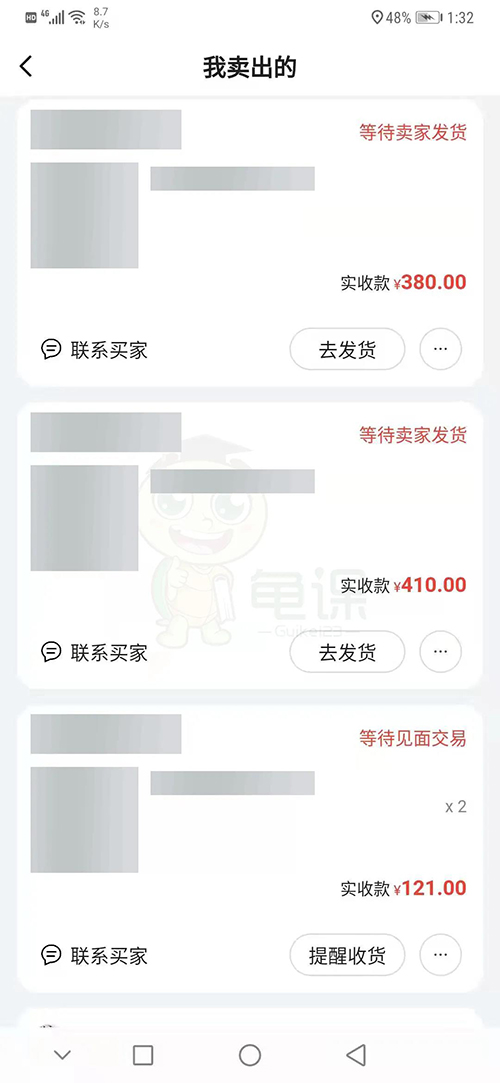 HD 4G 8.7 K/s 48% 1:32
我卖出的
等待卖家发货
实收款 ¥380.00
联系买家 去发货 ···
等待卖家发货
龟课
Guike123
实收款 ¥410.00
联系买家 去发货 ···
等待见面交易
x 2
实收款 ¥121.00
联系买家 提醒收货 ···